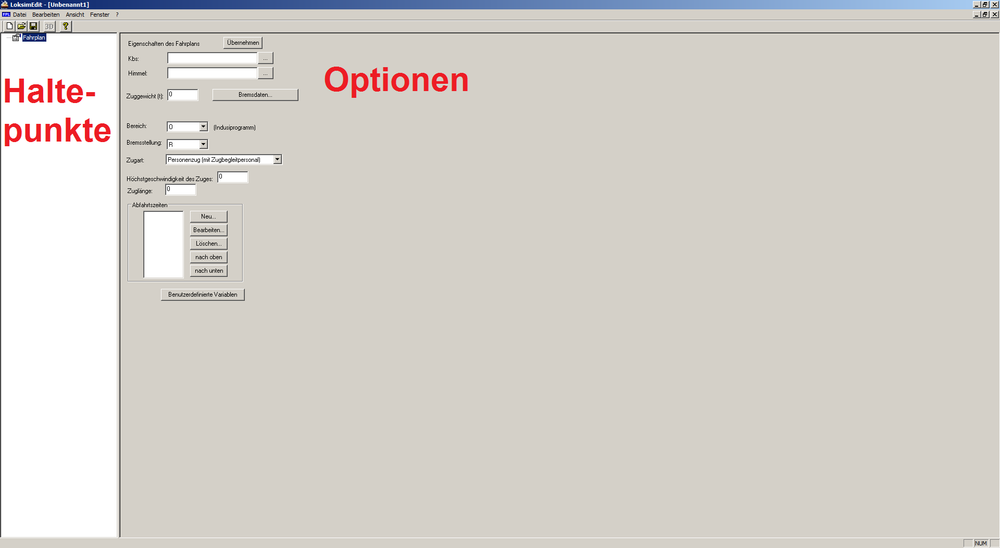 LoksimEdit - [Unbenannt1]
FPL Datei Bearbeiten Ansicht Fenster ?
3D ?
Fahrplan
Halte-
punkte
Eigenschaften des Fahrplans Übernehmen
Kbs: ...
Himmel: ...
Optionen
Zuggewicht (t): 0 Bremsdaten...
Bereich: O (Indusiprogramm)
Bremsstellung: R
Zugart: Personenzug (mit Zugbegleitpersonal)
Höchstgeschwindigkeit des Zuges: 0
Zuglänge: 0
Abfahrtszeiten
Neu...
Bearbeiten...
Löschen...
nach oben
nach unten
Benutzerdefinierte Variablen
NUM